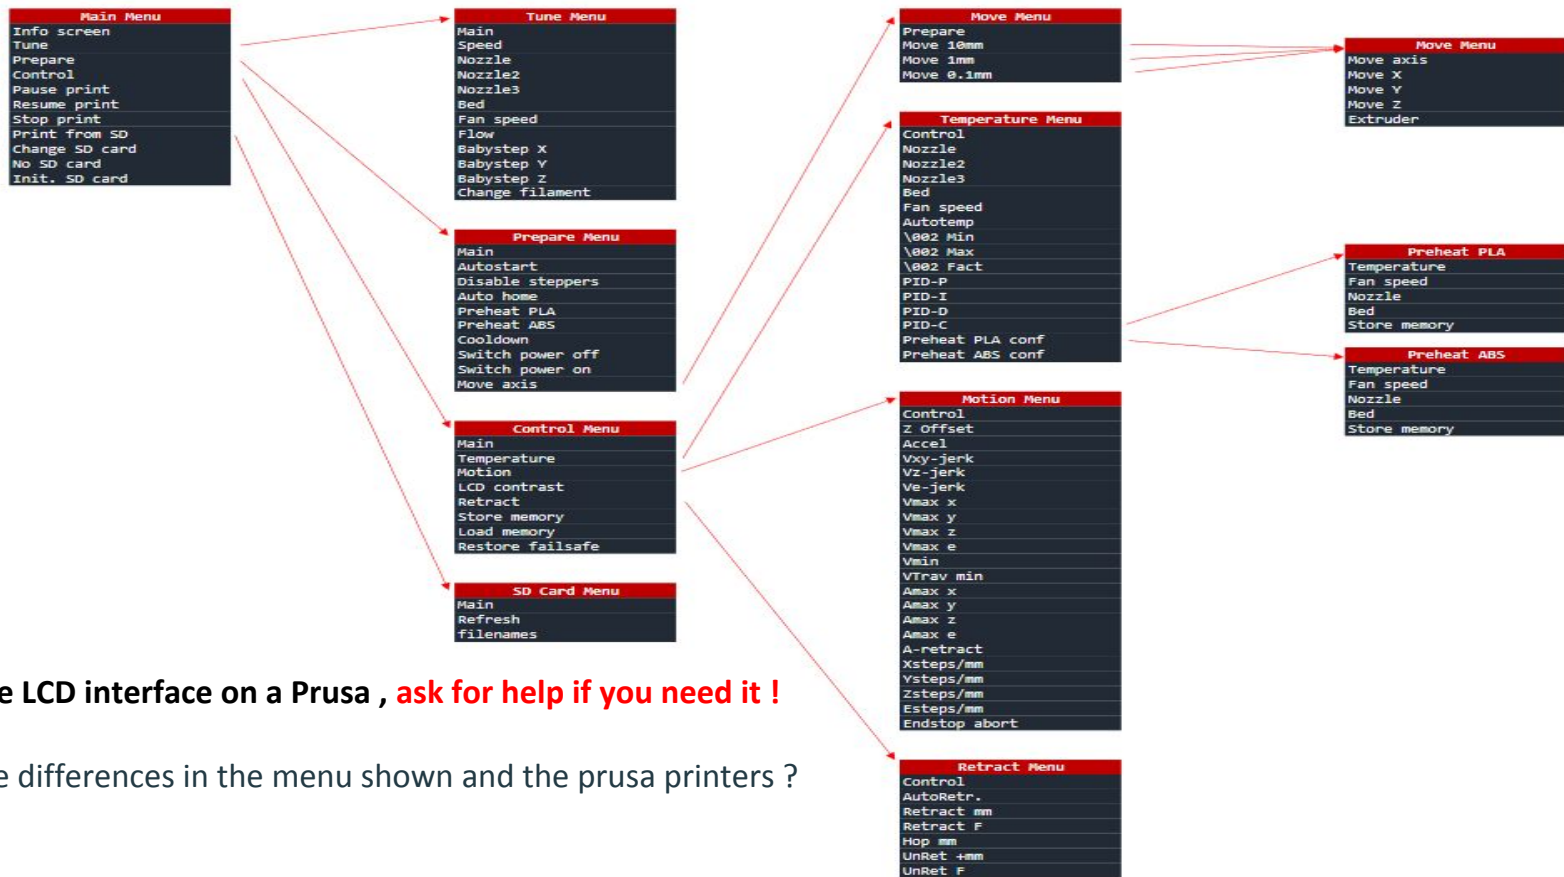 Main Menu
Info screen
Tune
Prepare
Control
Pause print
Resume print
Stop print
Print from SD
Change SD card
No SD card
Init. SD card
Tune Menu
Main
Speed
Nozzle
Nozzle2
Nozzle3
Bed
Fan speed
Flow
Babystep X
Babystep Y
Babystep Z
Change filament
Prepare Menu
Main
Autostart
Disable steppers
Auto home
Preheat PLA
Preheat ABS
Cooldown
Switch power off
Switch power on
Move axis
Control Menu
Main
Temperature
Motion
LCD contrast
Retract
Store memory
Load memory
Restore failsafe
SD Card Menu
Main
Refresh
filenames
Move Menu
Prepare
Move 10mm
Move 1mm
Move 0.1mm
Temperature Menu
Control
Nozzle
Nozzle2
Nozzle3
Bed
Fan speed
Autotemp
\002 Min
\002 Max
\002 Fact
PID-P
PID-I
PID-D
PID-C
Preheat PLA conf
Preheat ABS conf
Motion Menu
Control
Z Offset
Accel
Vxy-jerk
Vz-jerk
Ve-jerk
Vmax x
Vmax y
Vmax z
Vmax e
Vmin
VTrav min
Amax x
Amax y
Amax z
Amax e
A-retract
Xsteps/mm
Ysteps/mm
Zsteps/mm
Esteps/mm
Endstop abort
Retract Menu
Control
AutoRetr.
Retract mm
Retract F
Hop mm
UnRet +mm
UnRet F
Move Menu
Move axis
Move X
Move Y
Move Z
Extruder
Preheat PLA
Temperature
Fan speed
Nozzle
Bed
Store memory
Preheat ABS
Temperature
Fan speed
Nozzle
Bed
Store memory
e LCD interface on a Prusa , ask for help if you need it !
e differences in the menu shown and the prusa printers ?